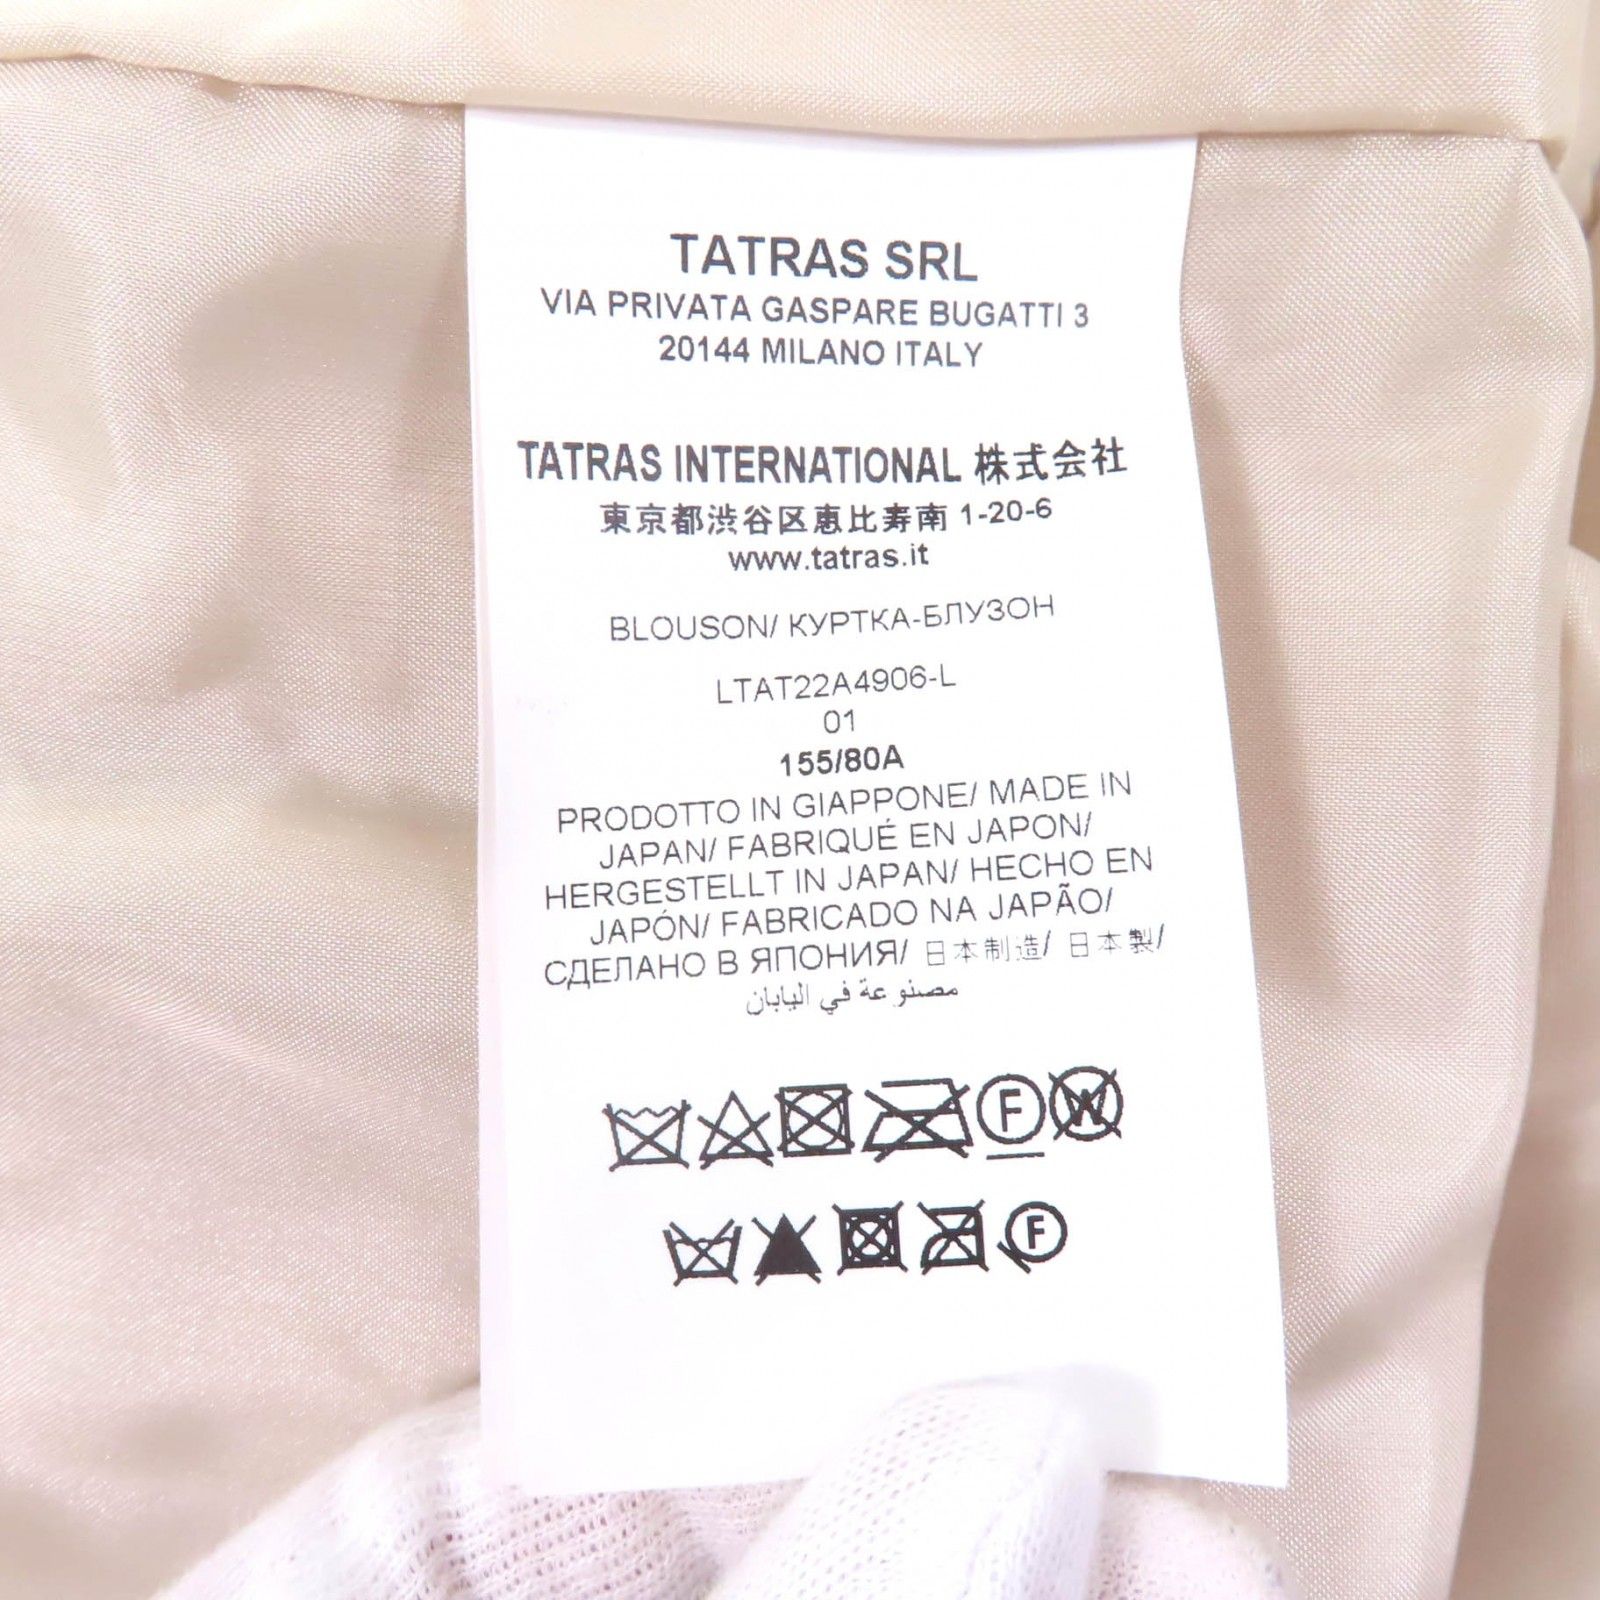 TATRAS SRL
VIA PRIVATA GASPARE BUGATTI 3
20144 MILANO ITALY
TATRAS INTERNATIONAL 株式会社
東京都渋谷区恵比寿南 1-20-6
www.tatras.it
BLOUSON/ КУРТКА-БЛУЗОН
LTAT22A4906-L
01
155/80A
PRODOTTO IN GIAPPONE/ MADE IN
JAPAN/ FABRIQUÉ EN JAPON/
HERGESTELLT IN JAPAN/ HECHO EN
JAPÓN/ FABRICADO NA JAPÃO/
СДЕЛАНО В ЯПОНИЯ/ 日本制造/ 日本製/
مصنوعة في اليابان
F W
F